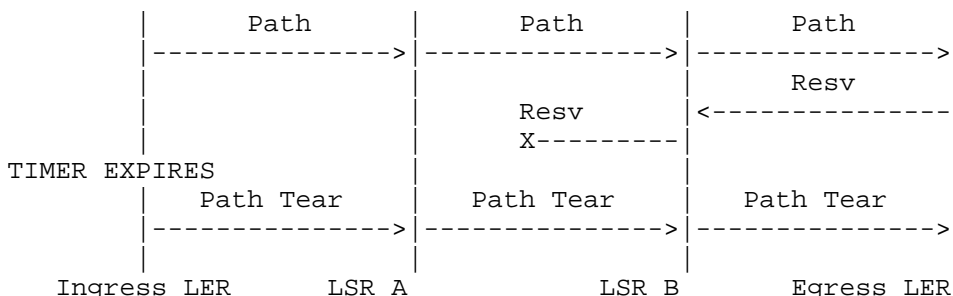 Path Path Path
Resv
Resv
X
TIMER EXPIRES
Path Tear Path Tear Path Tear
Ingress LER LSR A LSR B Egress LER